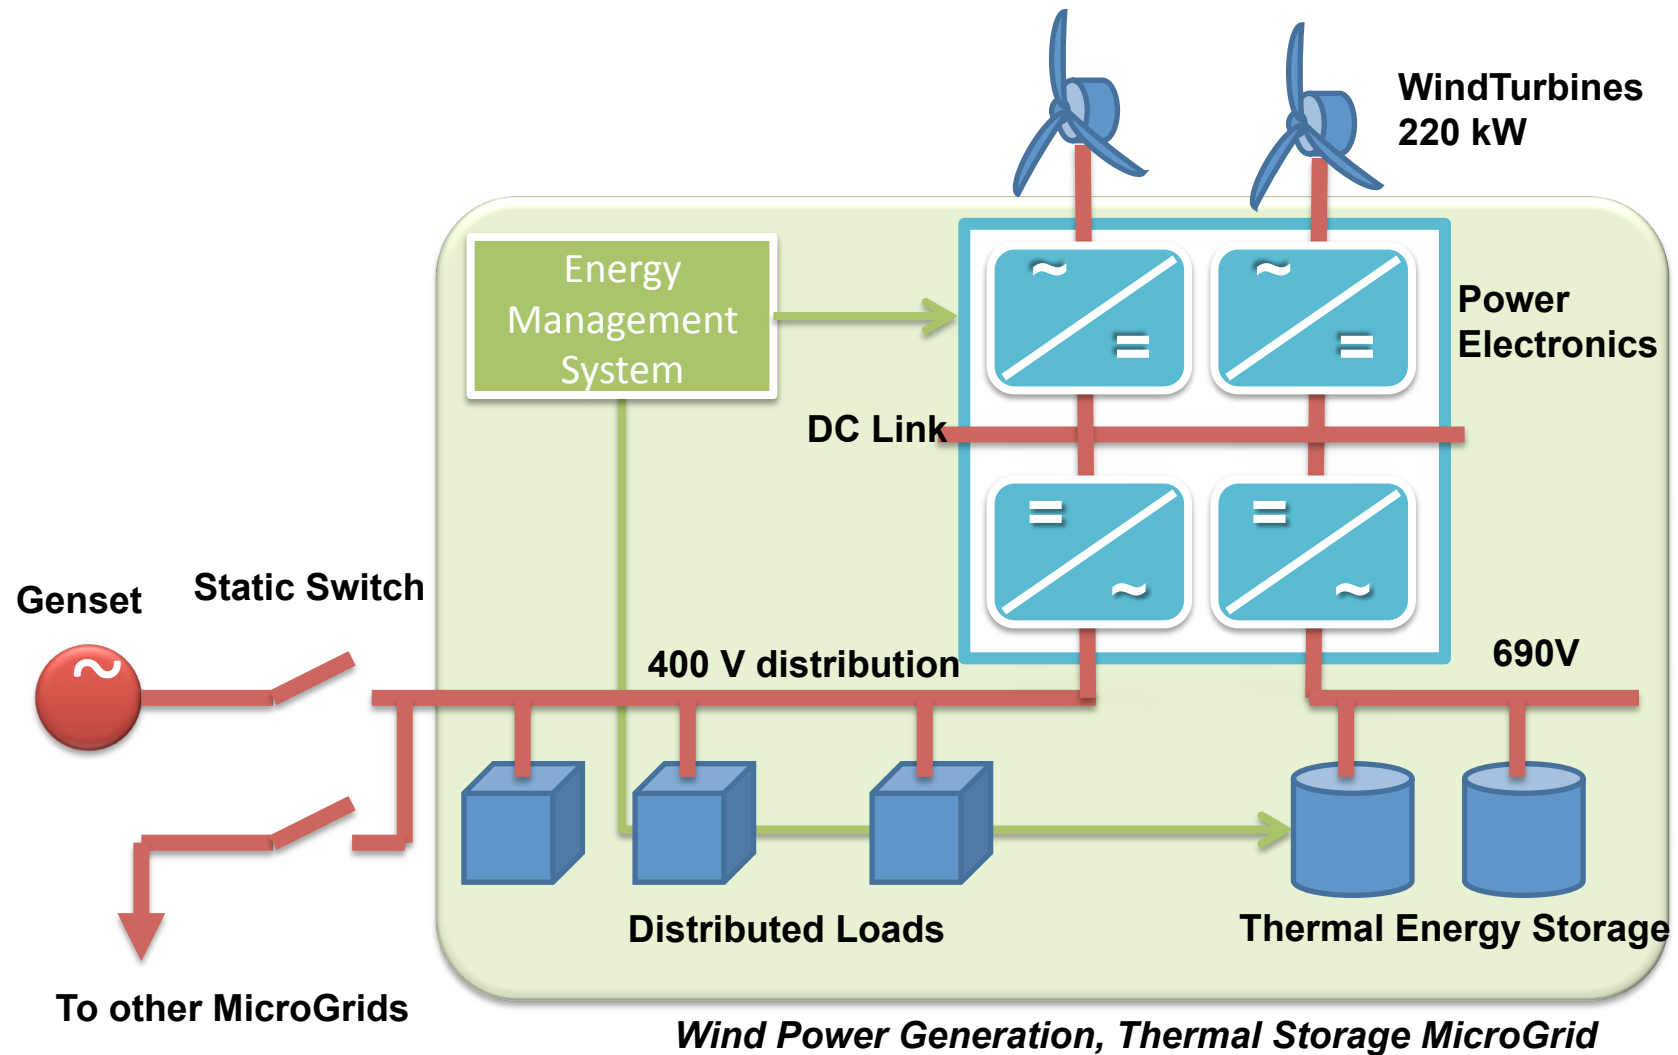 WindTurbines
220 kW
Energy
Management
System
~
=
~
=
Power
Electronics
DC Link
=
~
=
~
Genset
~
Static Switch
400 V distribution
690V
Distributed Loads
Thermal Energy Storage
To other MicroGrids
Wind Power Generation, Thermal Storage MicroGrid